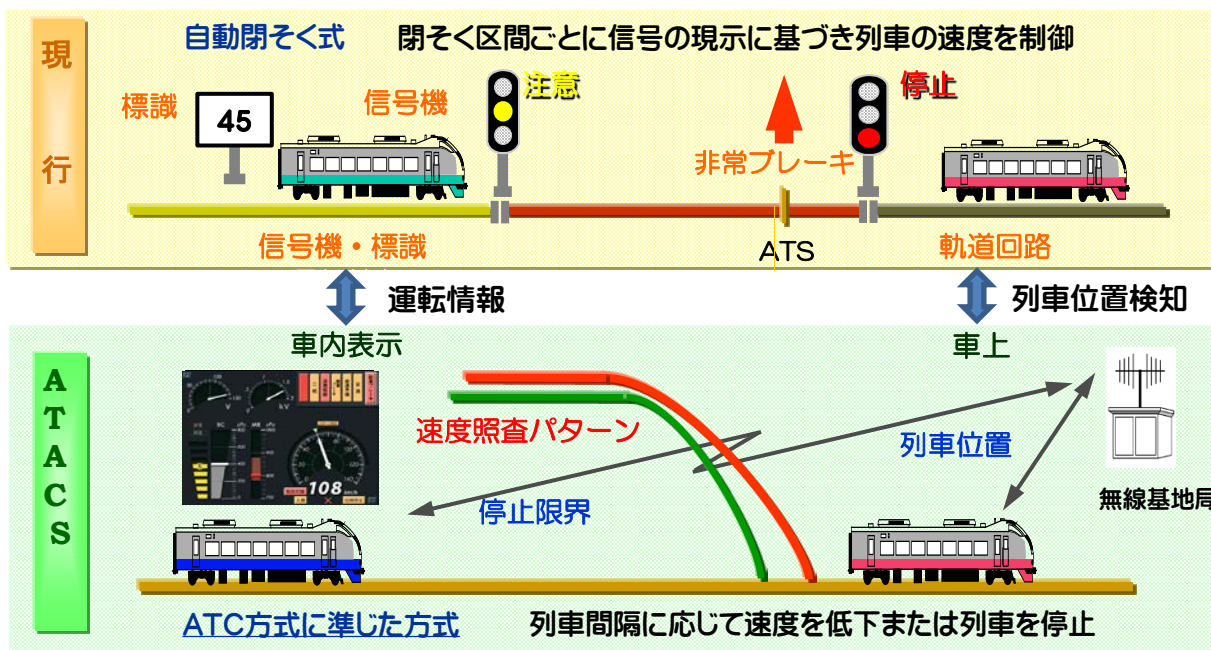 現行
自動閉そく式
閉そく区間ごとに信号の現示に基づき列車の速度を制御
標識
45
信号機
注意
非常ブレーキ
停止
信号機・標識
ATS
軌道回路
運転情報
列車位置検知
ATACS
車内表示
車上
速度照査パターン
108
km/h
列車位置
停止限界
無線基地局
ATC方式に準じた方式
列車間隔に応じて速度を低下または列車を停止